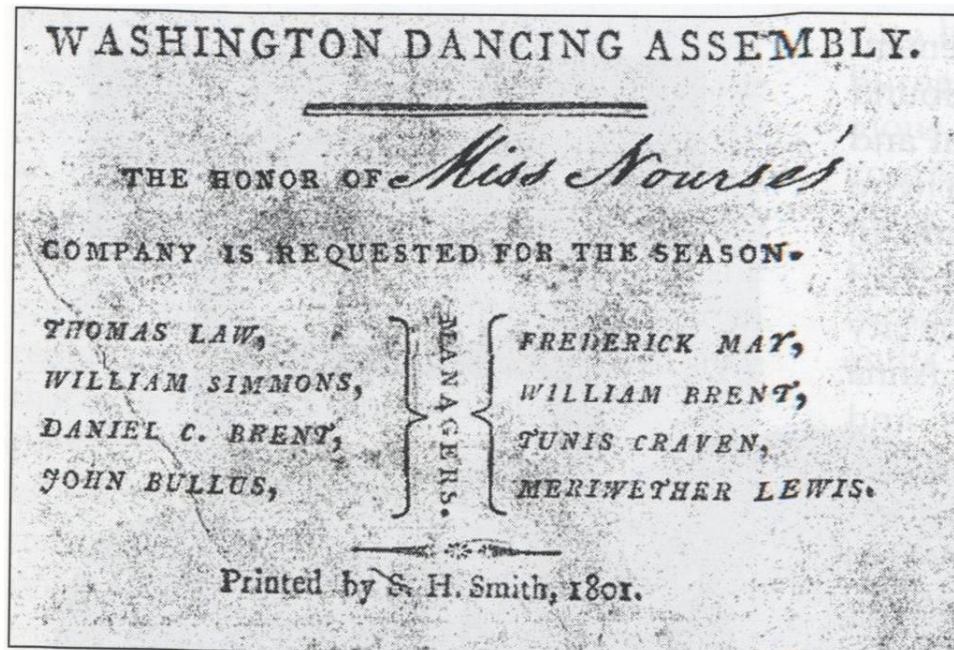 WASHINGTON DANCING ASSEMBLY.
THE HONOR OF Miss Nourse's
COMPANY IS REQUESTED FOR THE SEASON.
THOMAS LAW,
WILLIAM SIMMONS,
DANIEL C. BRENT,
JOHN BULLUS,
MANAGERS.
FREDERICK MAY,
WILLIAM BRENT,
TUNIS CRAVEN,
MERIWETHER LEWIS.
Printed by S. H. Smith, 1801.